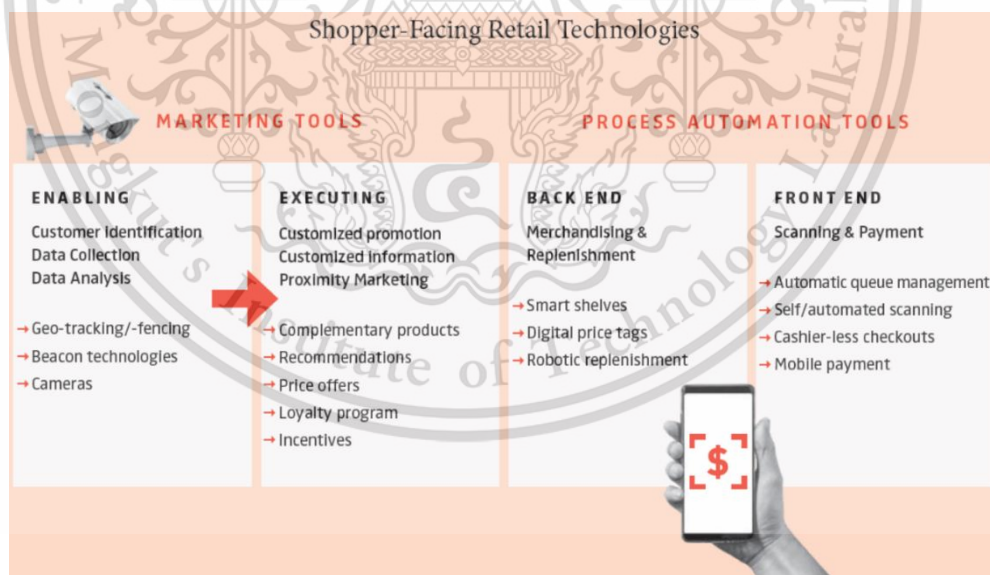 Shopper-Facing Retail Technologies
MARKETING TOOLS
PROCESS AUTOMATION TOOLS
ENABLING
Customer Identification
Data Collection
Data Analysis
→ Geo-tracking/-fencing
→ Beacon technologies
→ Cameras
EXECUTING
Customized promotion
Customized information
Proximity Marketing
→ Complementary products
→ Recommendations
→ Price offers
→ Loyalty program
→ Incentives
BACK END
Merchandising &
Replenishment
→ Smart shelves
→ Digital price tags
→ Robotic replenishment
FRONT END
Scanning & Payment
→ Automatic queue management
→ Self/automated scanning
→ Cashier-less checkouts
→ Mobile payment
$
Institute of Technology